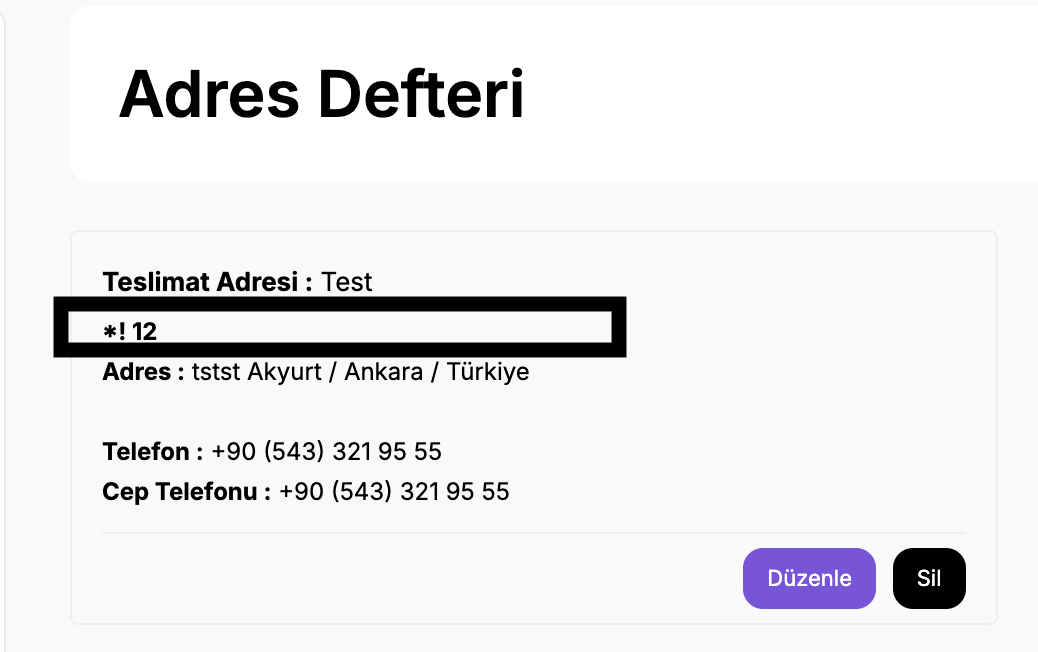 Adres Defteri
Teslimat Adresi : Test
*! 12
Adres : tstst Akyurt / Ankara / Türkiye
Telefon : +90 (543) 321 95 55
Cep Telefonu : +90 (543) 321 95 55
Düzenle Sil